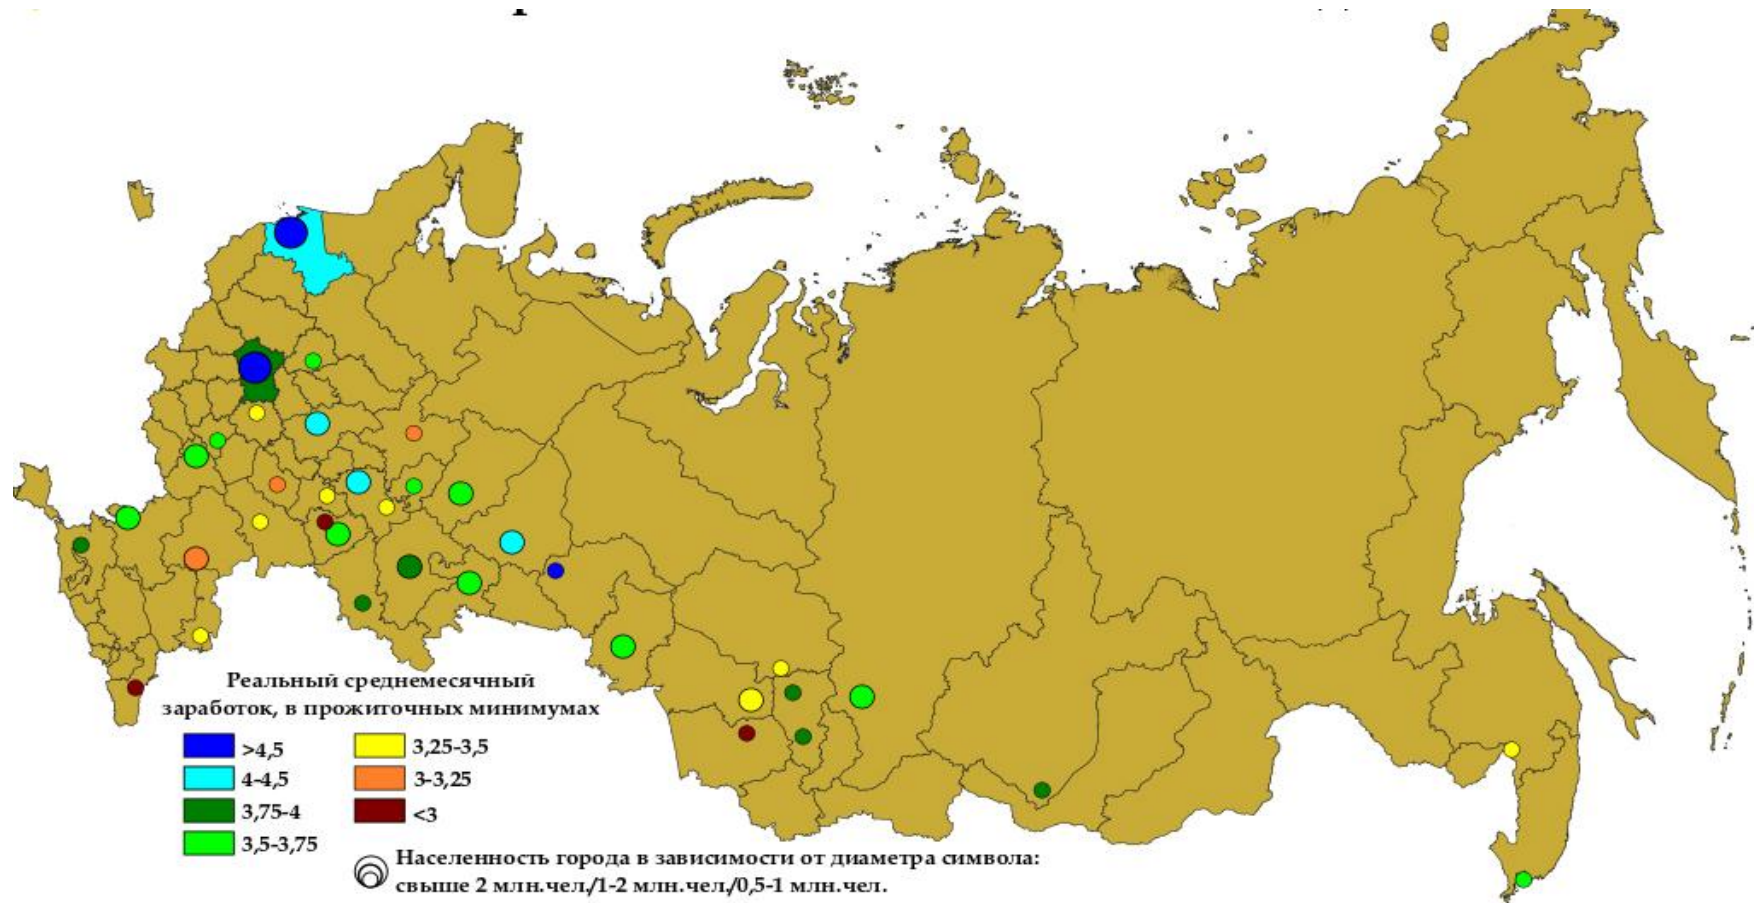 Реальный среднемесячный
заработок, в прожиточных минимумах
>4,5
4-4,5
3,75-4
3,5-3,75
3,25-3,5
3-3,25
<3
Населенность города в зависимости от диаметра символа:
свыше 2 млн.чел./1-2 млн.чел./0,5-1 млн.чел.